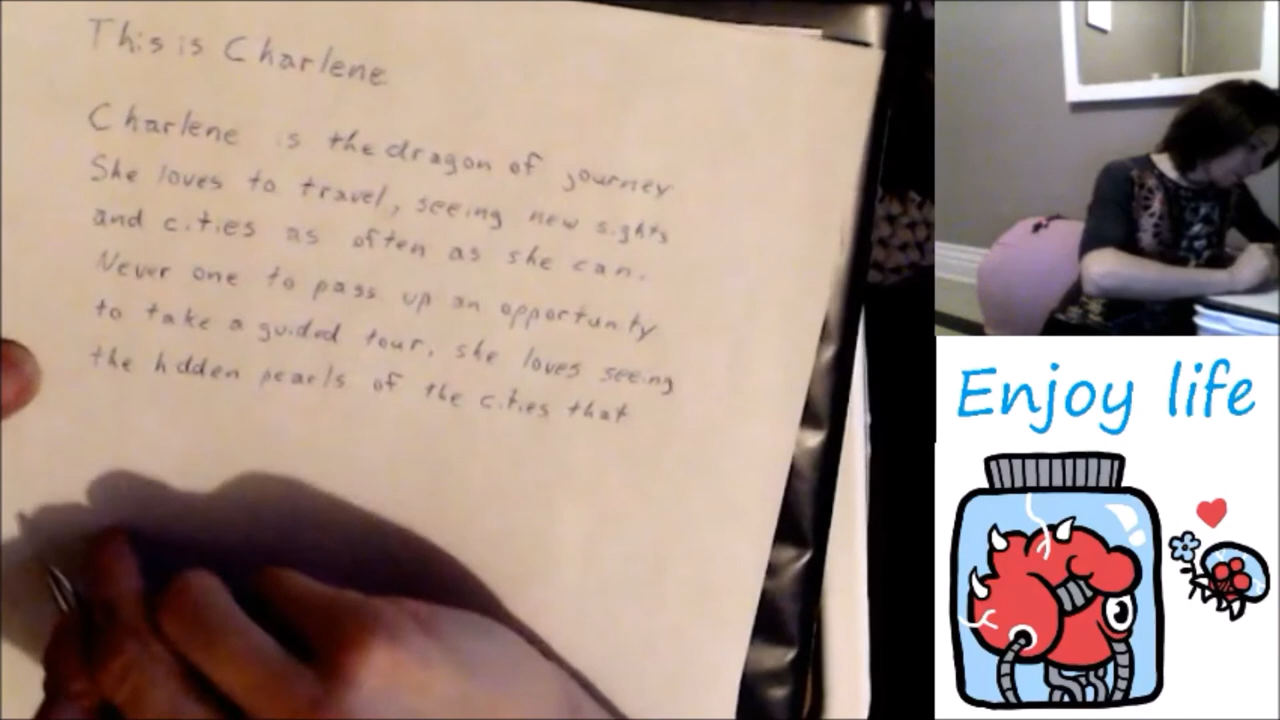 This is Charlene
Charlene is the dragon of journey
She loves to travel, seeing new sights
and cities as often as she can.
Never one to pass up an opportunity
to take a guided tour, she loves seeing
the hidden pearls of the cities that
Enjoy life